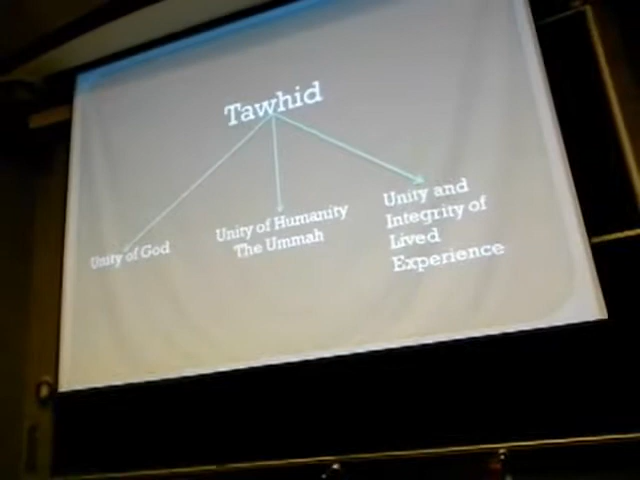 Tawhid
Unity of God
Unity of Humanity
The Ummah
Unity and
Integrity of
Lived
Experience